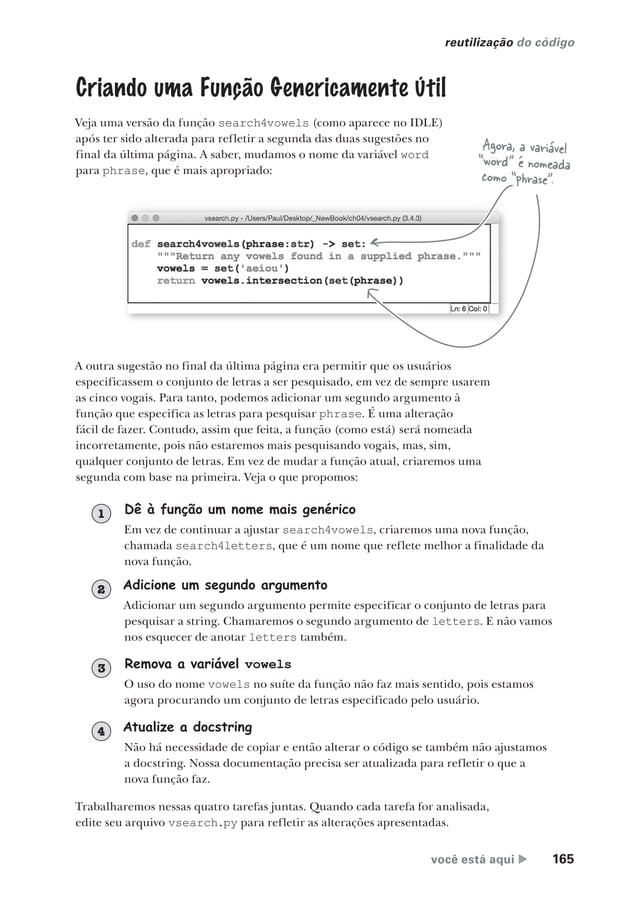 reutilização do código
Criando uma Função Genericamente Útil
Veja uma versão da função search4vowels (como aparece no IDLE)
após ter sido alterada para refletir a segunda das duas sugestões no
final da última página. A saber, mudamos o nome da variável word
para phrase, que é mais apropriado:
Agora, a variável
“word” é nomeada
como “phrase”.
vsearch.py - /Users/Paul/Desktop/_NewBook/ch04/vsearch.py (3.4.3)
def search4vowels(phrase:str) -> set:
    """Return any vowels found in a supplied phrase."""
    vowels = set('aeiou')
    return vowels.intersection(set(phrase))
Ln: 6 Col: 0
A outra sugestão no final da última página era permitir que os usuários
especificassem o conjunto de letras a ser pesquisado, em vez de sempre usarem
as cinco vogais. Para tanto, podemos adicionar um segundo argumento à
função que especifica as letras para pesquisar phrase. É uma alteração
fácil de fazer. Contudo, assim que feita, a função (como está) será nomeada
incorretamente, pois não estaremos mais pesquisando vogais, mas, sim,
qualquer conjunto de letras. Em vez de mudar a função atual, criaremos uma
segunda com base na primeira. Veja o que propomos:
1 Dê à função um nome mais genérico
Em vez de continuar a ajustar search4vowels, criaremos uma nova função,
chamada search4letters, que é um nome que reflete melhor a finalidade da
nova função.
2 Adicione um segundo argumento
Adicionar um segundo argumento permite especificar o conjunto de letras para
pesquisar a string. Chamaremos o segundo argumento de letters. E não vamos
nos esquecer de anotar letters também.
3 Remova a variável vowels
O uso do nome vowels no suíte da função não faz mais sentido, pois estamos
agora procurando um conjunto de letras especificado pelo usuário.
4 Atualize a docstring
Não há necessidade de copiar e então alterar o código se também não ajustamos
a docstring. Nossa documentação precisa ser atualizada para refletir o que a
nova função faz.
Trabalharemos nessas quatro tarefas juntas. Quando cada tarefa for analisada,
edite seu arquivo vsearch.py para refletir as alterações apresentadas.
você está aqui ▶ 165